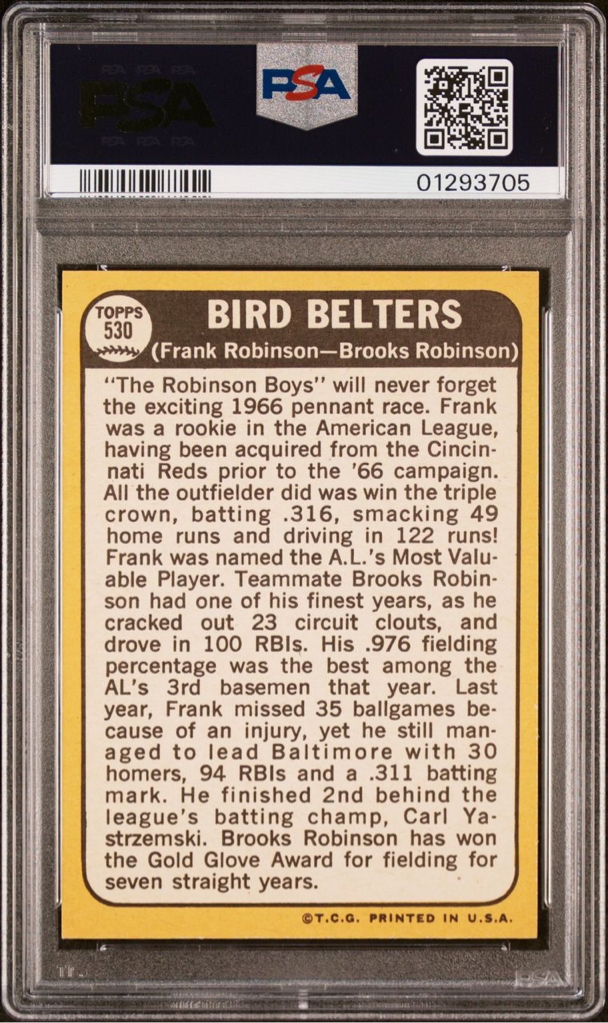 PSA PSA PSA
PSA
PSA PSA PSA
PSA
01293705
TOPPS
530
BIRD BELTERS
(Frank Robinson—Brooks Robinson)
"The Robinson Boys" will never forget
the exciting 1966 pennant race. Frank
was a rookie in the American League,
having been acquired from the Cincin-
nati Reds prior to the '66 campaign.
All the outfielder did was win the triple
crown, batting .316, smacking 49
home runs and driving in 122 runs!
Frank was named the A.L.'s Most Valu-
able Player. Teammate Brooks Robin-
son had one of his finest years, as he
cracked out 23 circuit clouts, and
drove in 100 RBIs. His .976 fielding
percentage was the best among the
AL's 3rd basemen that year. Last
year, Frank missed 35 ballgames be-
cause of an injury, yet he still man-
aged to lead Baltimore with 30
homers, 94 RBIs and a .311 batting
mark. He finished 2nd behind the
league's batting champ, Carl Ya-
strzemski. Brooks Robinson has won
the Gold Glove Award for fielding for
seven straight years.
©T.C.G. PRINTED IN U.S.A.
PSA